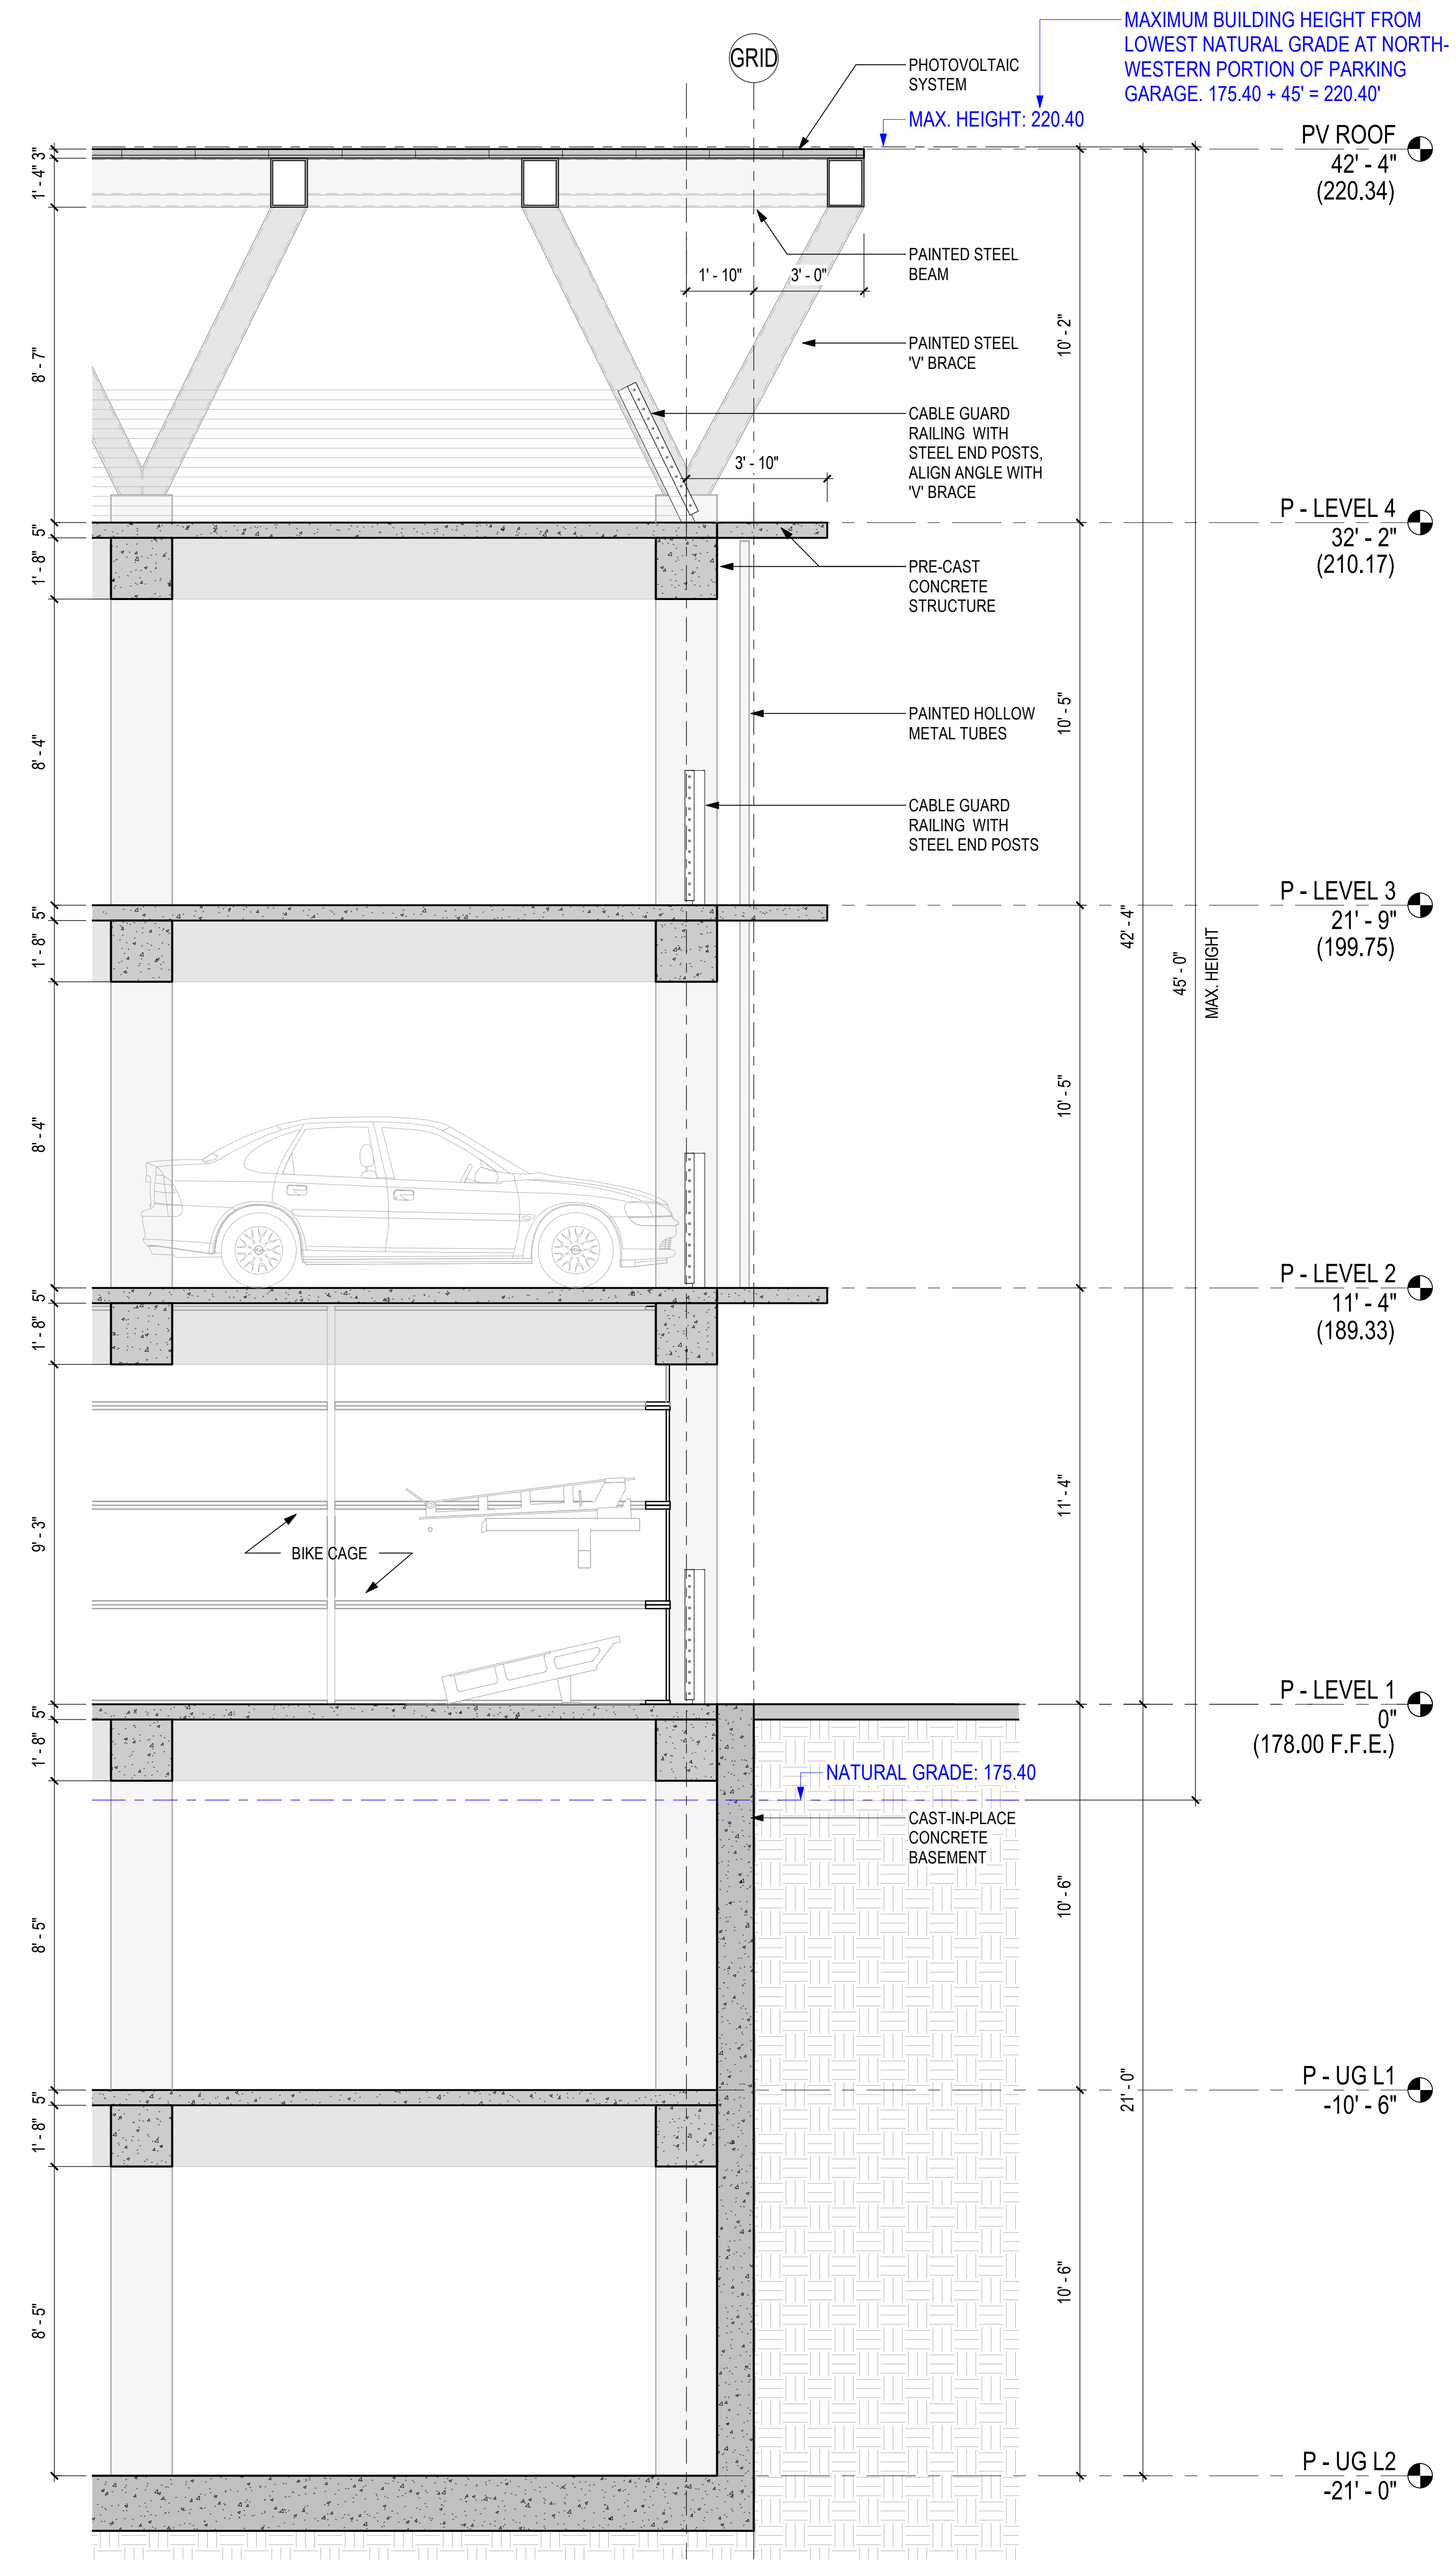 MAXIMUM BUILDING HEIGHT FROM
LOWEST NATURAL GRADE AT NORTH-
WESTERN PORTION OF PARKING
GARAGE. 175.40 + 45' = 220.40'
GRID
PHOTOVOLTAIC
SYSTEM
MAX. HEIGHT: 220.40
PV ROOF
42' - 4"
(220.34)
3"
1' - 4"
PAINTED STEEL
BEAM
1' - 10"
3' - 0"
10' - 2"
PAINTED STEEL
'V' BRACE
8' - 7"
CABLE GUARD
RAILING WITH
STEEL END POSTS,
ALIGN ANGLE WITH
'V' BRACE
3' - 10"
P - LEVEL 4
32' - 2"
(210.17)
5"
1' - 8"
PRE-CAST
CONCRETE
STRUCTURE
PAINTED HOLLOW
METAL TUBES
10' - 5"
8' - 4"
CABLE GUARD
RAILING WITH
STEEL END POSTS
P - LEVEL 3
21' - 9"
(199.75)
5"
1' - 8"
42' - 4"
45' - 0"
MAX. HEIGHT
10' - 5"
8' - 4"
P - LEVEL 2
11' - 4"
(189.33)
5"
1' - 8"
11' - 4"
9' - 3"
BIKE CAGE
P - LEVEL 1
0"
(178.00 F.F.E.)
5"
1' - 8"
NATURAL GRADE: 175.40
CAST-IN-PLACE
CONCRETE
BASEMENT
10' - 6"
8' - 5"
P - UG L1
-10' - 6"
21' - 0"
5"
1' - 8"
10' - 6"
8' - 5"
P - UG L2
-21' - 0"